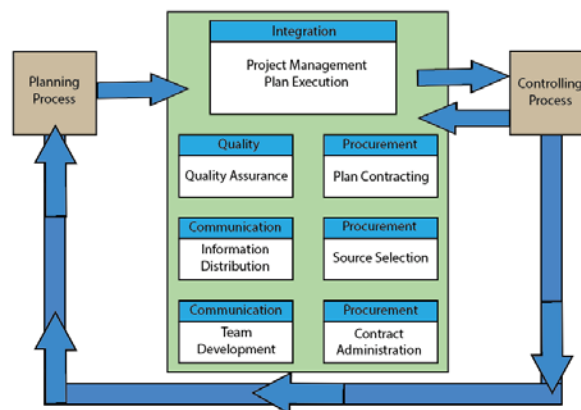 Integration
Project Management
Plan Execution
Planning
Process
Controlling
Process
Quality
Quality Assurance
Procurement
Plan Contracting
Communication
Information
Distribution
Procurement
Source Selection
Communication
Team
Development
Procurement
Contract
Administration